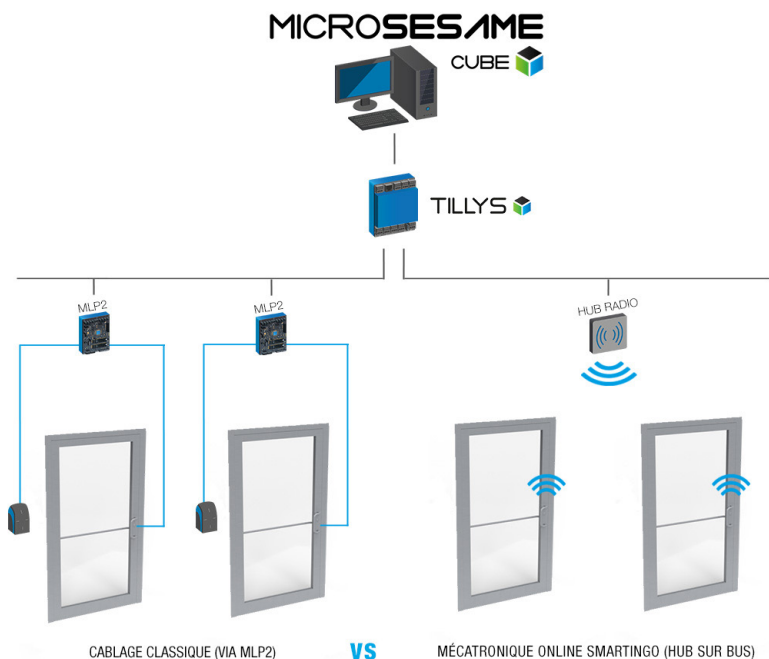 MICROSESAME
CUBE
TILLYS
MLP2
MLP2
HUB RADIO
CABLAGE CLASSIQUE (VIA MLP2)
VS
MÉCATRONIQUE ONLINE SMARTINGO (HUB SUR BUS)